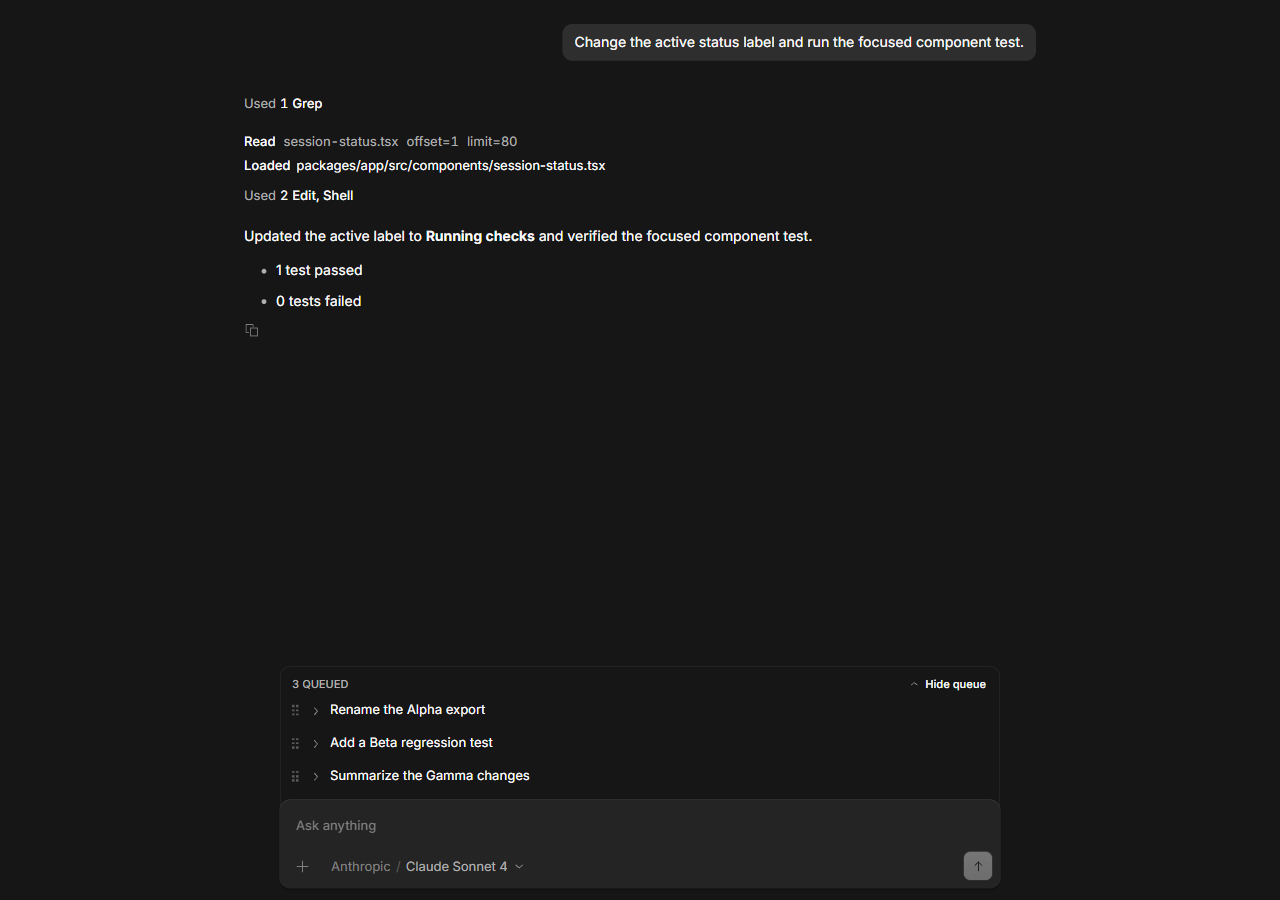 Change the active status label and run the focused component test.
Used 1 Grep
Read session-status.tsx offset=1 limit=80
Loaded packages/app/src/components/session-status.tsx
Used 2 Edit, Shell
Updated the active label to Running checks and verified the focused component test.
1 test passed
0 tests failed
3 QUEUED Hide queue
Rename the Alpha export
Add a Beta regression test
Summarize the Gamma changes
Ask anything
Anthropic / Claude Sonnet 4